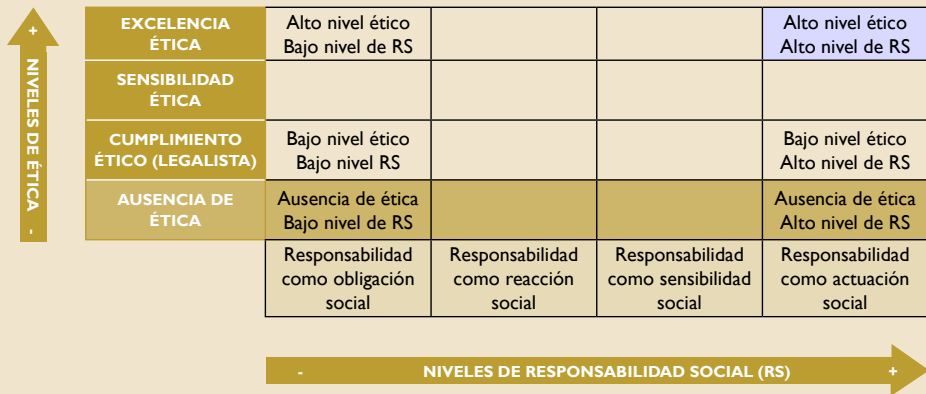 +
NIVELES DE ÉTICA
-
EXCELENCIA
ÉTICA
Alto nivel ético
Bajo nivel de RS
Alto nivel ético
Alto nivel de RS
SENSIBILIDAD
ÉTICA
CUMPLIMIENTO
ÉTICO (LEGALISTA)
Bajo nivel ético
Bajo nivel RS
Bajo nivel ético
Alto nivel de RS
AUSENCIA DE
ÉTICA
Ausencia de ética
Bajo nivel de RS
Ausencia de ética
Alto nivel de RS
Responsabilidad
como obligación
social
Responsabilidad
como reacción
social
Responsabilidad
como sensibilidad
social
Responsabilidad
como actuación
social
- NIVELES DE RESPONSABILIDAD SOCIAL (RS) +